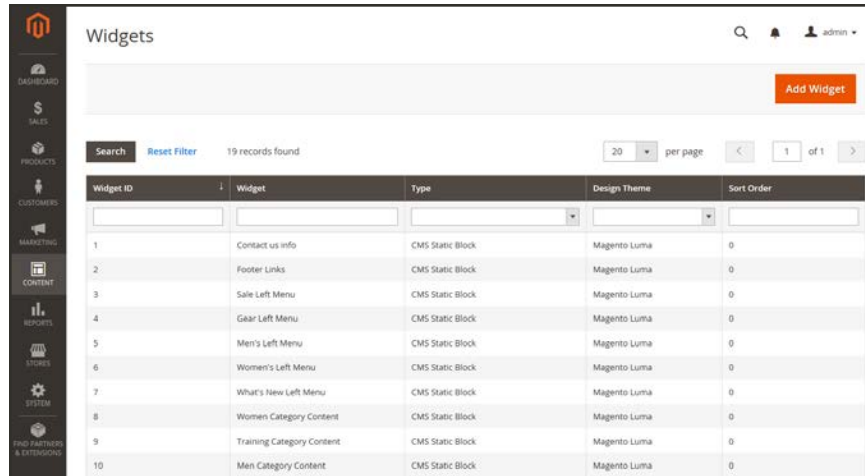 Widgets
admin
DASHBOARD
SALES
PRODUCTS
CUSTOMERS
MARKETING
CONTENT
REPORTS
STORES
SYSTEM
FIND PARTNERS
& EXTENSIONS
Add Widget
Search Reset Filter 19 records found 20 per page 1 of 1
Widget ID Widget Type Design Theme Sort Order
1 Contact us info CMS Static Block Magento Luma 0
2 Footer Links CMS Static Block Magento Luma 0
3 Sale Left Menu CMS Static Block Magento Luma 0
4 Gear Left Menu CMS Static Block Magento Luma 0
5 Men's Left Menu CMS Static Block Magento Luma 0
6 Women's Left Menu CMS Static Block Magento Luma 0
7 What's New Left Menu CMS Static Block Magento Luma 0
8 Women Category Content CMS Static Block Magento Luma 0
9 Training Category Content CMS Static Block Magento Luma 0
10 Men Category Content CMS Static Block Magento Luma 0